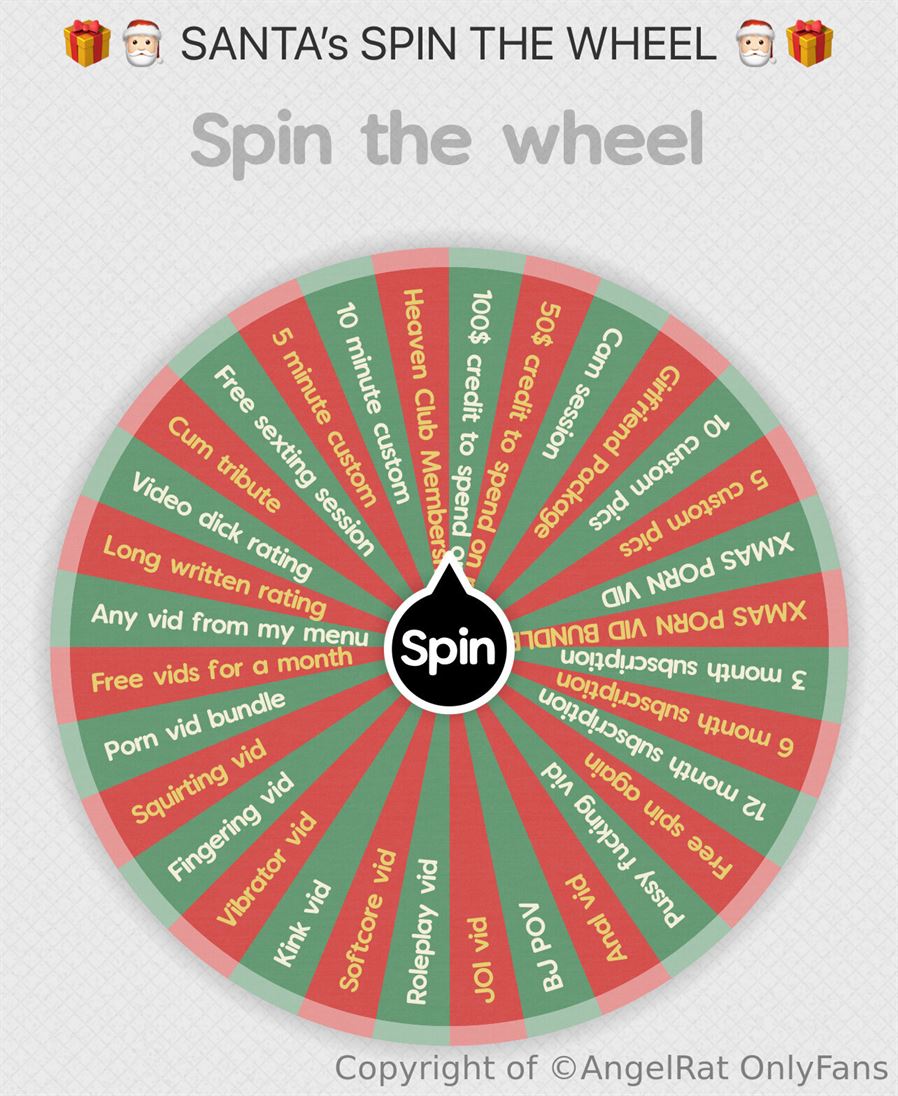 🎁🎅🏻 SANTA's SPIN THE WHEEL 🎅🏻🎁
Spin the wheel
100$ credit to spend
50$ credit to spend on
Cam session
Girlfriend Package
10 custom pics
5 custom pics
XMAS PORN VID
XMAS PORN VID BUNDLE
3 month subscription
6 month subscription
12 month subscription
Free spin again
Pussy fucking vid
Anal vid
BJ POV
JOI vid
Roleplay vid
Softcore vid
Kink vid
Vibrator vid
Fingering vid
Squirting vid
Porn vid bundle
Free vids for a month
Any vid from my menu
Long written rating
Video dick rating
Cum tribute
Free sexting session
5 minute custom
10 minute custom
Heaven Club Members
Spin
Copyright of ©AngelRat OnlyFans